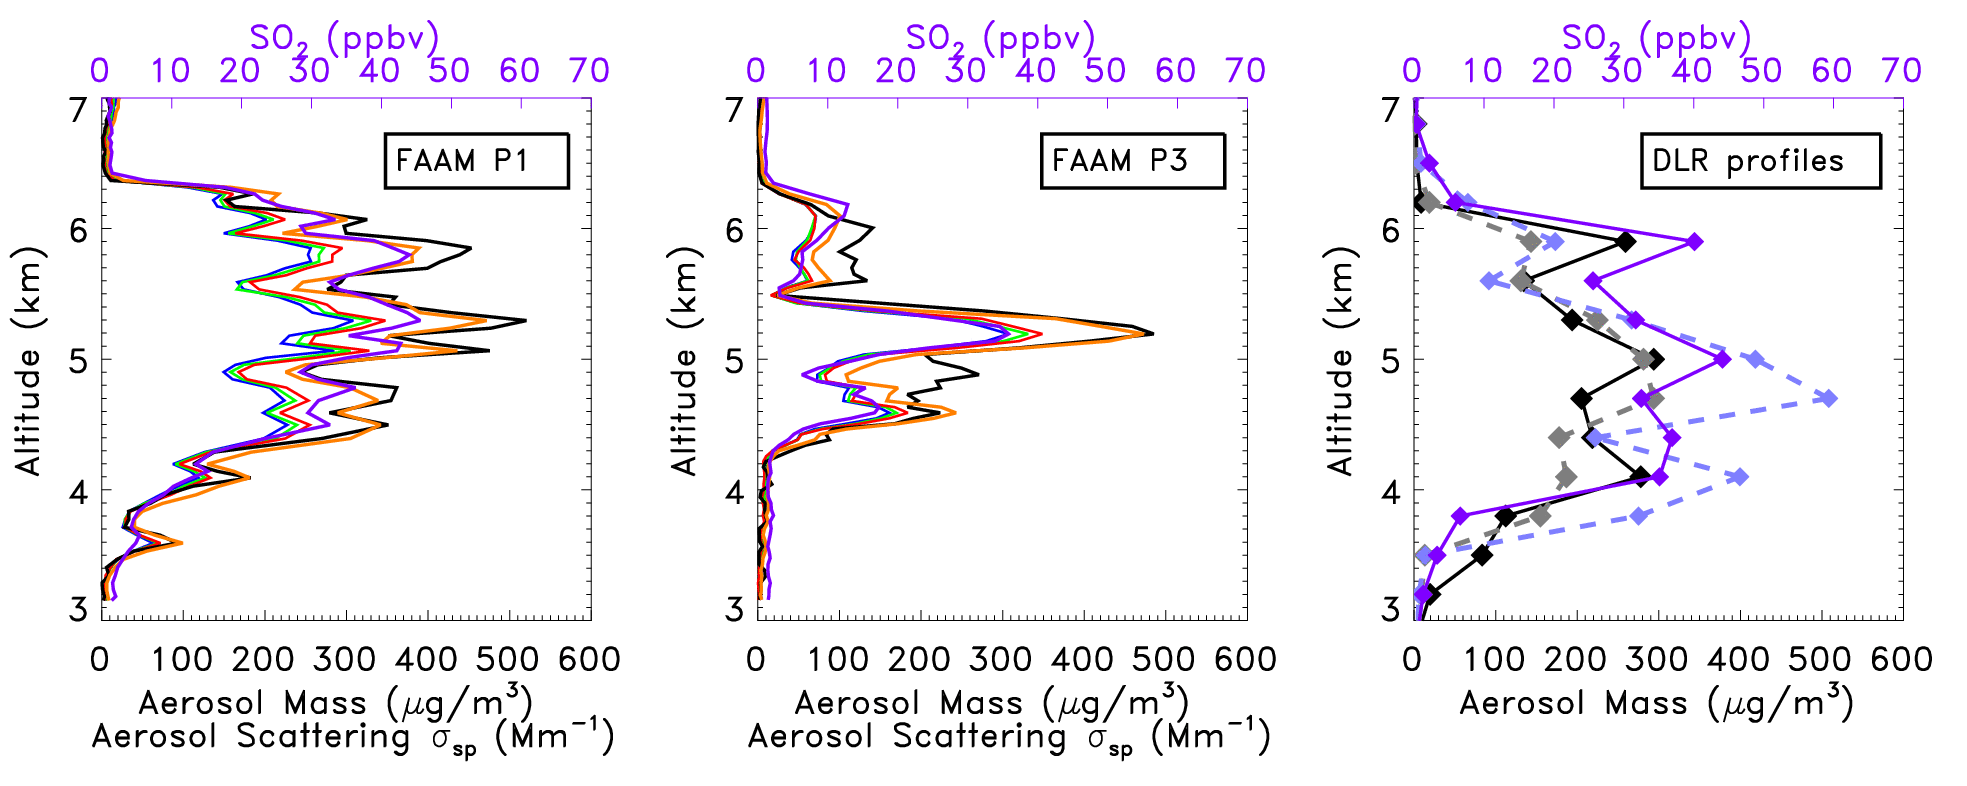 SO2 (ppbv)
0 10 20 30 40 50 60 70
7
6
5
4
3
Altitude (km)
FAAM P1
0 100 200 300 400 500 600
Aerosol Mass (μg/m³)
Aerosol Scattering σsp (Mm⁻¹)
SO2 (ppbv)
0 10 20 30 40 50 60 70
7
6
5
4
3
Altitude (km)
FAAM P3
0 100 200 300 400 500 600
Aerosol Mass (μg/m³)
Aerosol Scattering σsp (Mm⁻¹)
SO2 (ppbv)
0 10 20 30 40 50 60 70
7
6
5
4
3
Altitude (km)
DLR profiles
0 100 200 300 400 500 600
Aerosol Mass (μg/m³)